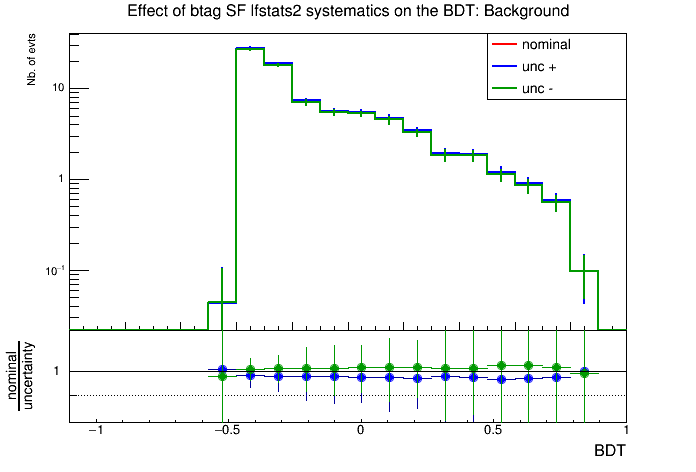 Effect of btag SF lfstats2 systematics on the BDT: Background
Nb. of evts
nominal
unc +
unc -
10
1
10⁻¹
nominal
uncertainty
1
−1
−0.5
0
0.5
1
BDT